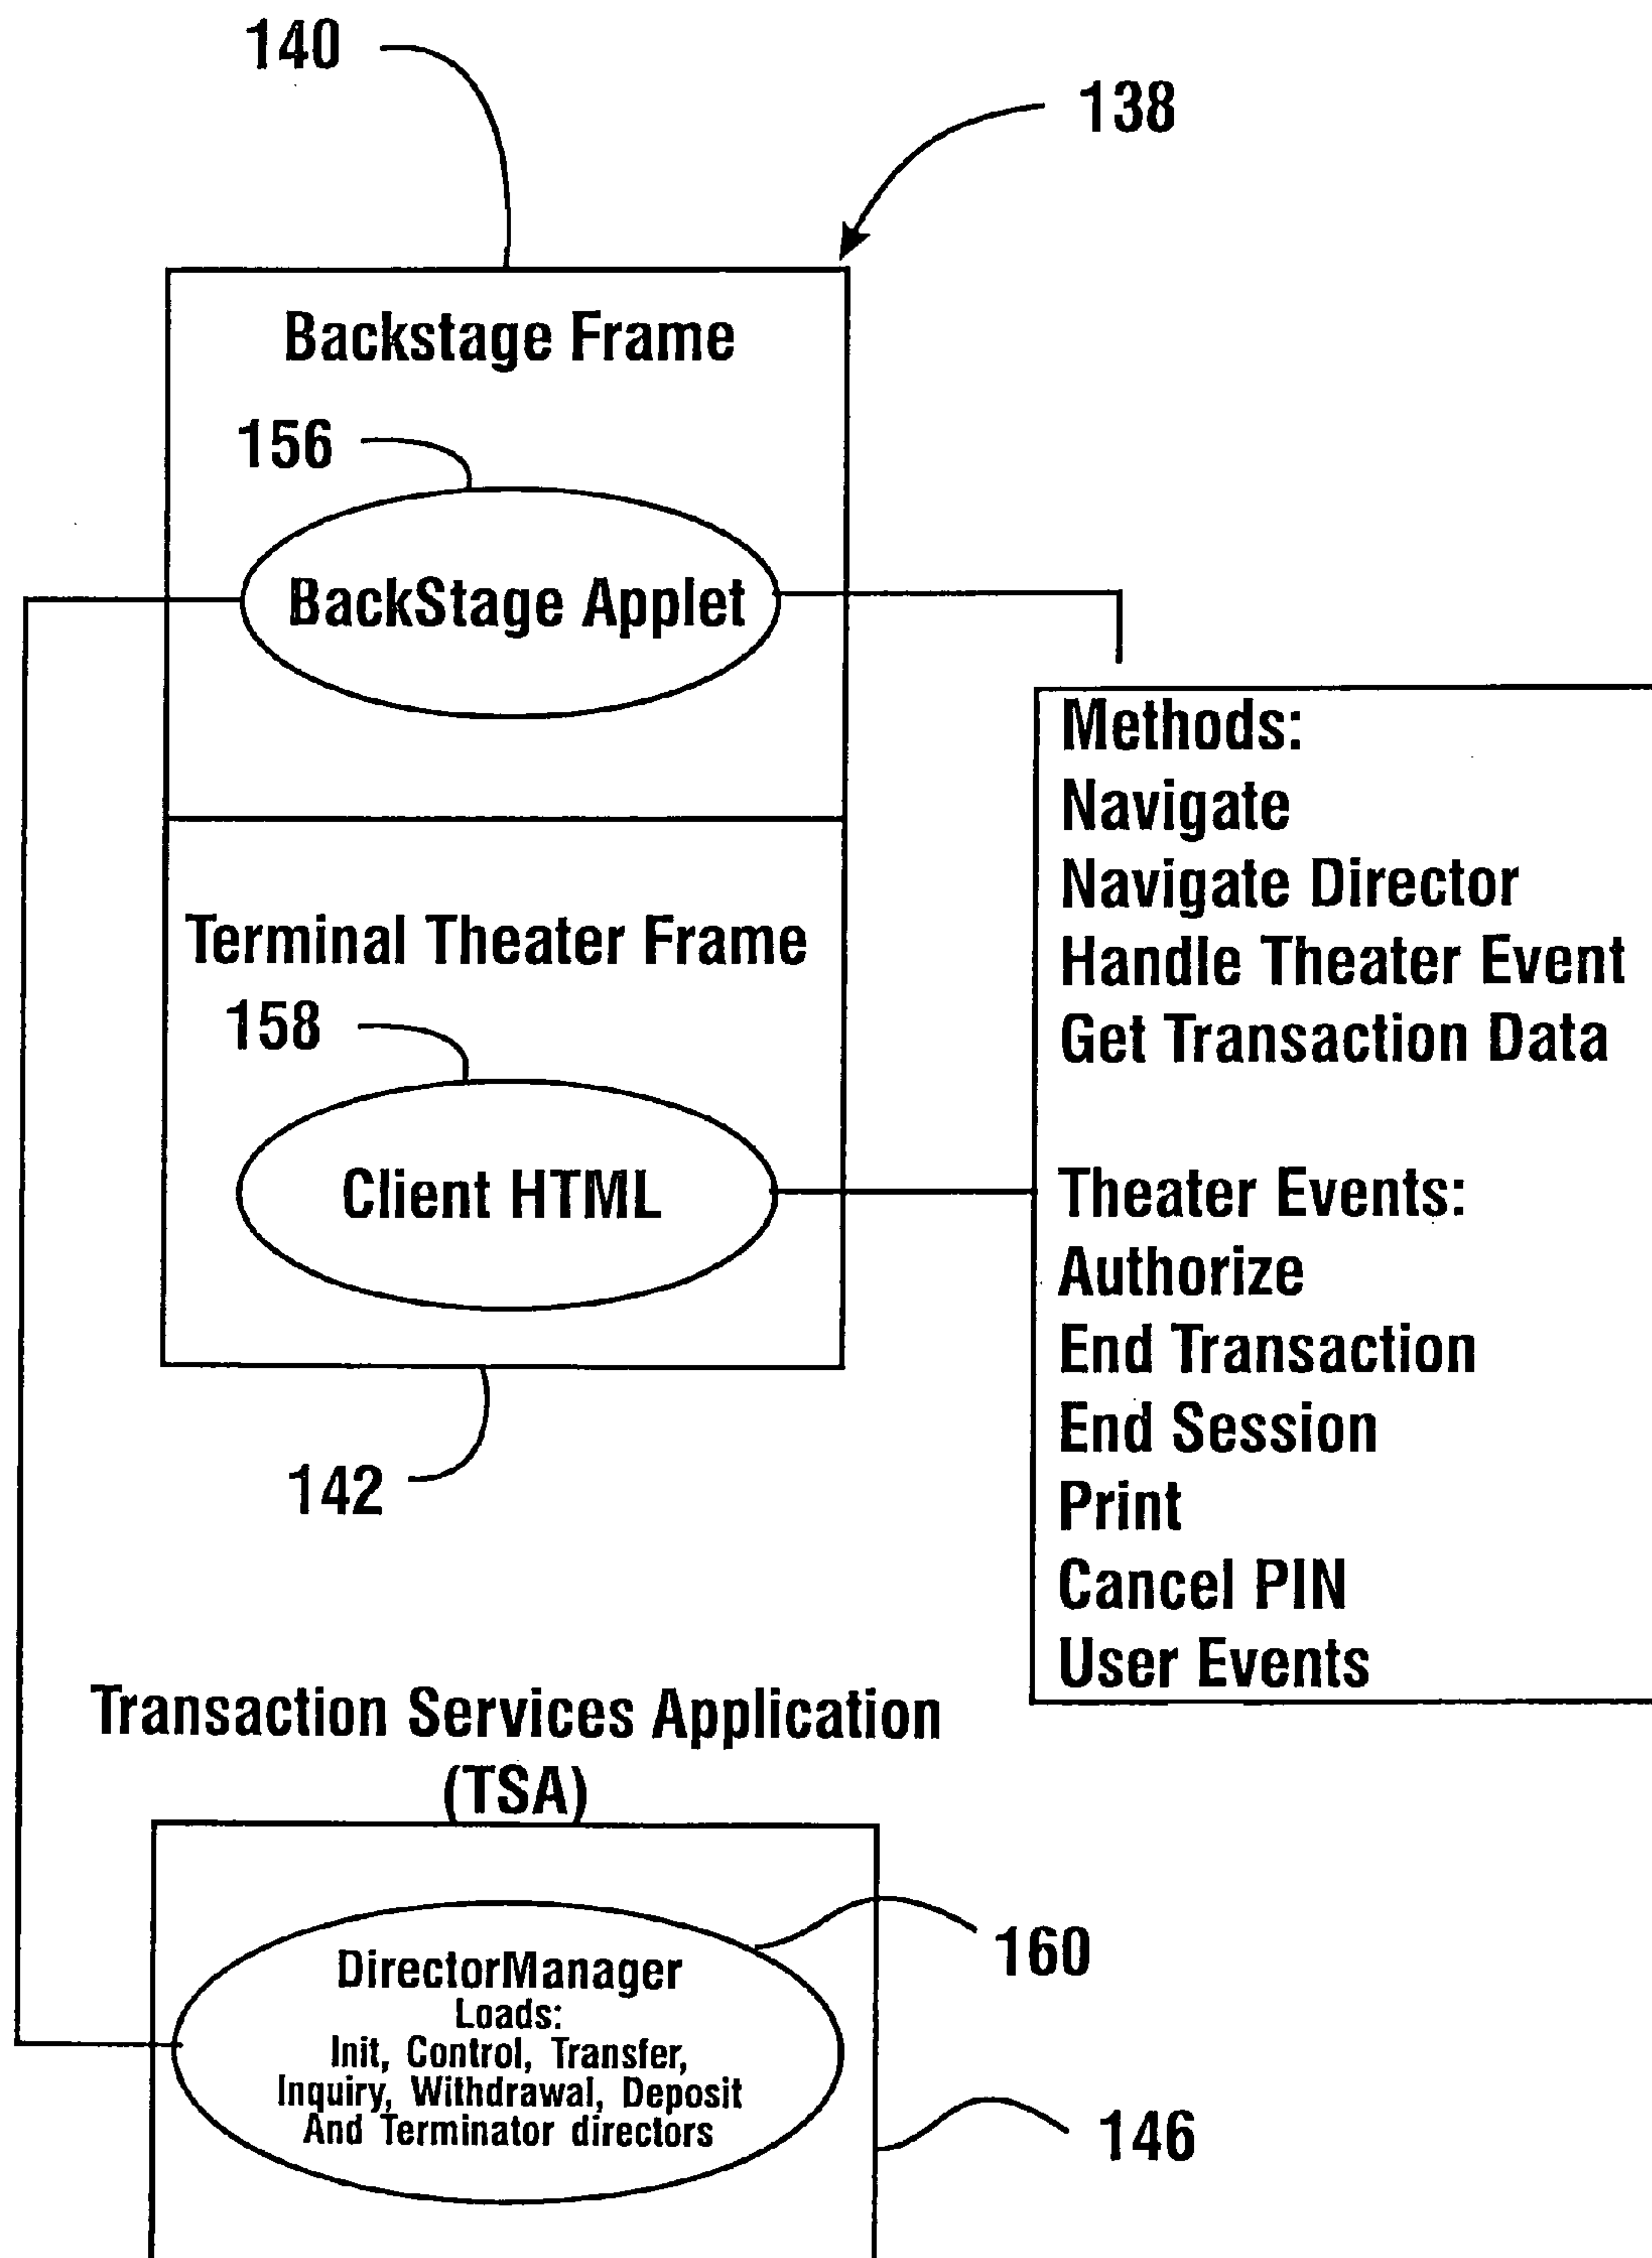 140
138
Backstage Frame
156
BackStage Applet
Methods:
Navigate
Navigate Director
Handle Theater Event
Get Transaction Data
Terminal Theater Frame
158
Client HTML
Theater Events:
Authorize
End Transaction
End Session
Print
Cancel PIN
User Events
142
Transaction Services Application
(TSA)
DirectorManager
Loads:
Init, Control, Transfer,
Inquiry, Withdrawal, Deposit
And Terminator directors
160
146